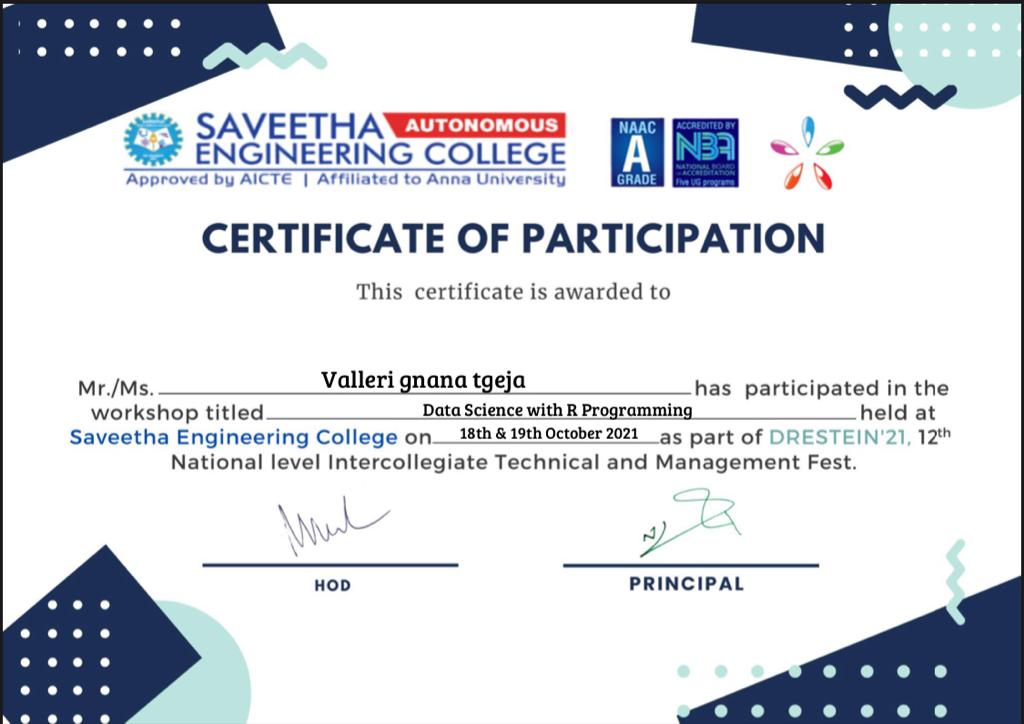 SAVEETHA AUTONOMOUS
ENGINEERING COLLEGE
Approved by AICTE | Affiliated to Anna University
NAAC
A
GRADE
ACCREDITED BY
NBA
NATIONAL BOARD
OF ACCREDITATION
Five UG programs
CERTIFICATE OF PARTICIPATION
This certificate is awarded to
Mr./Ms. Valleri gnana tgeja has participated in the
workshop titled Data Science with R Programming held at
Saveetha Engineering College on 18th & 19th October 2021 as part of DRESTEIN'21, 12th
National level Intercollegiate Technical and Management Fest.
HOD
PRINCIPAL